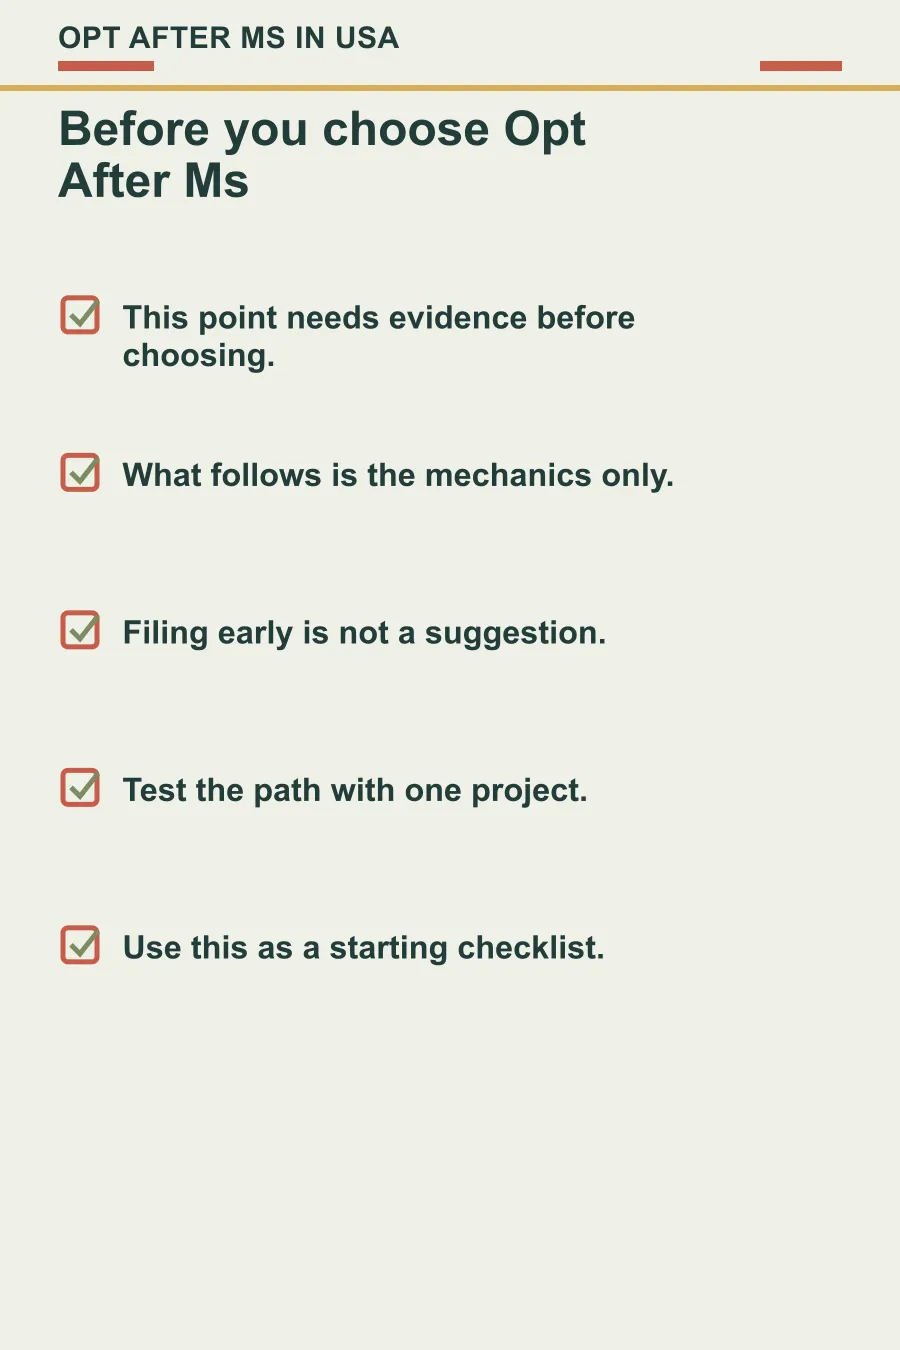 OPT AFTER MS IN USA
Before you choose Opt
After Ms
This point needs evidence before
choosing.
What follows is the mechanics only.
Filing early is not a suggestion.
Test the path with one project.
Use this as a starting checklist.